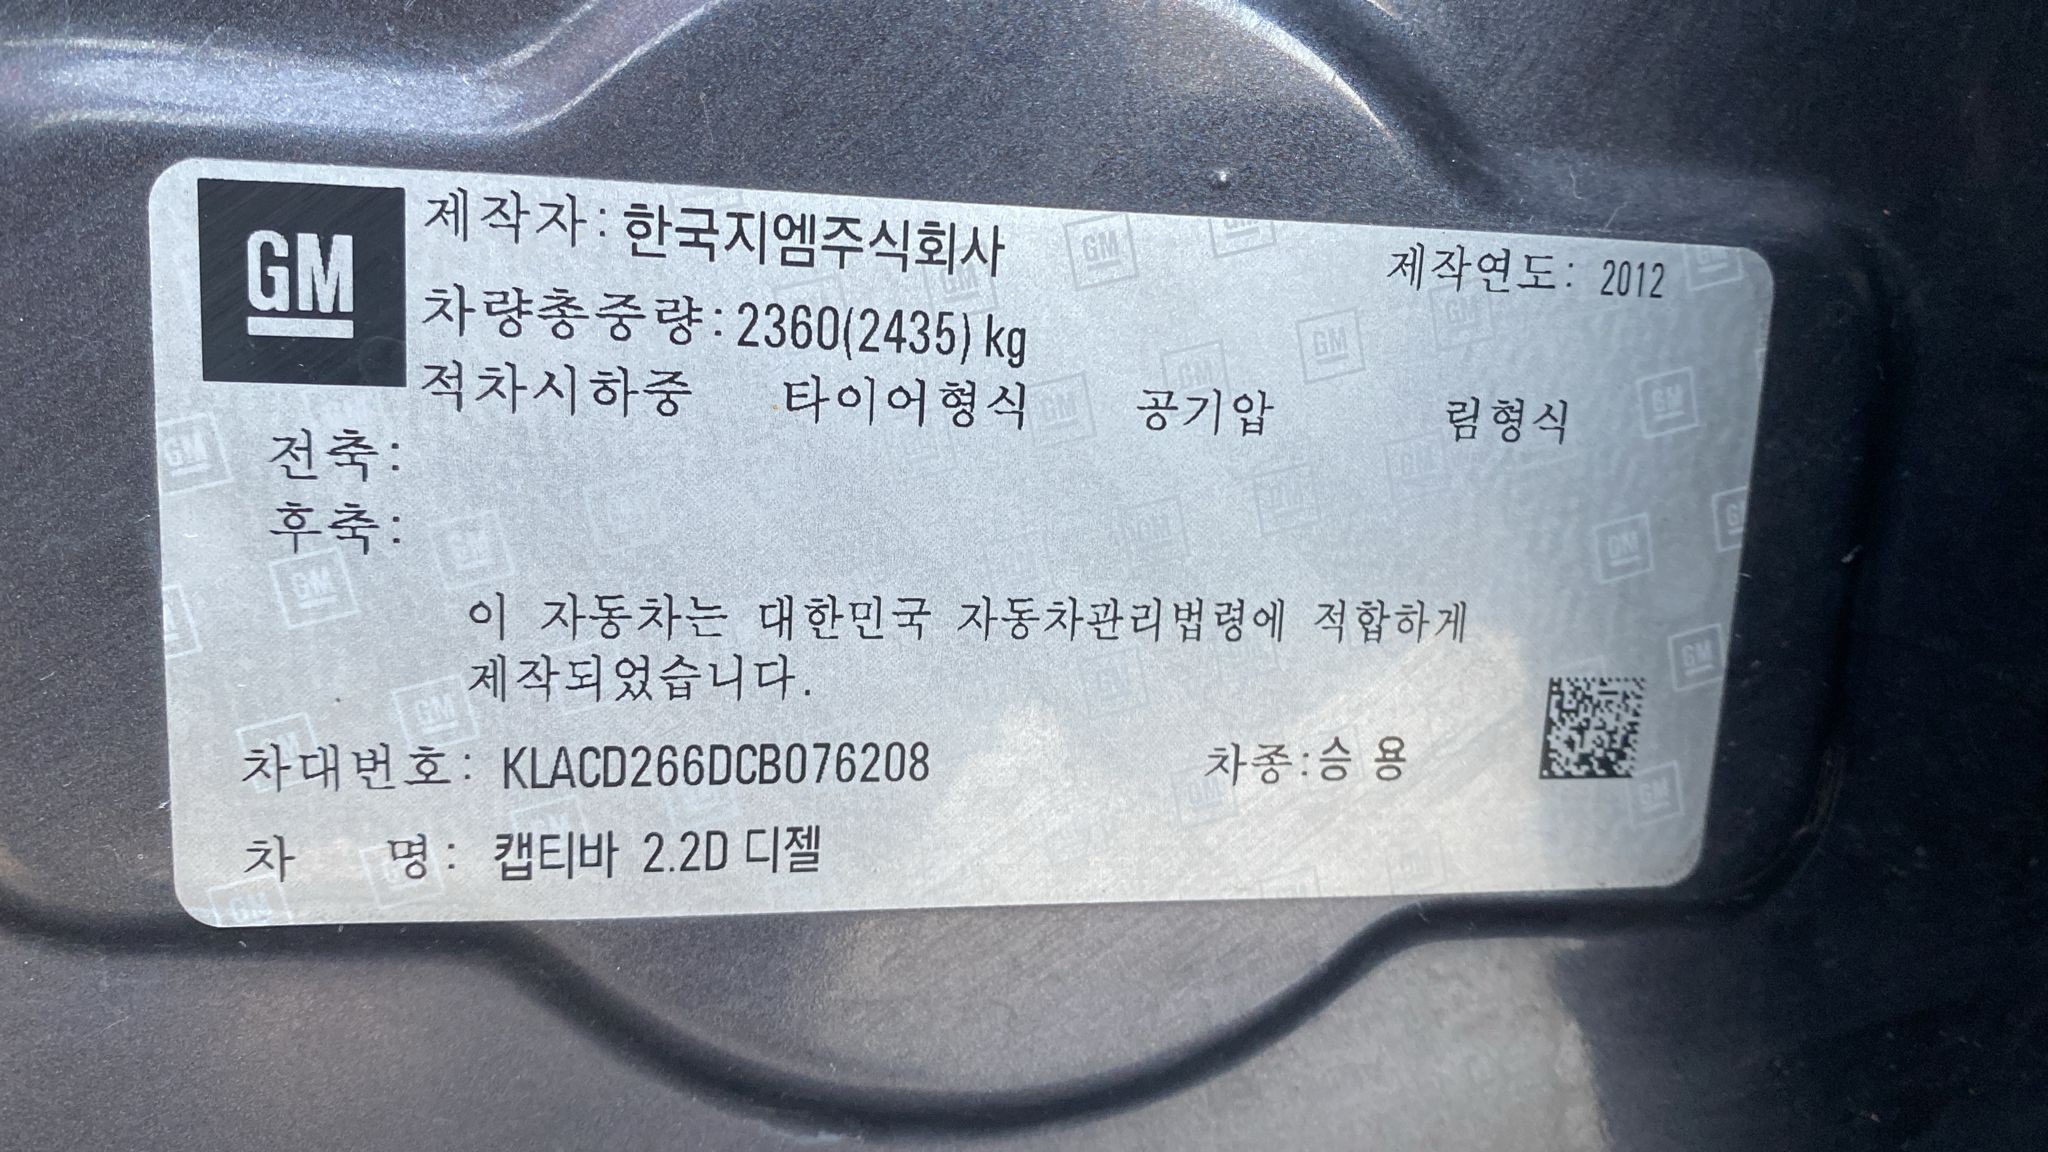 GM
제작자: 한국지엠주식회사 제작연도: 2012
차량총중량: 2360(2435) kg
적차시하중 타이어형식 공기압 림형식
전축:
후축:
이 자동차는 대한민국 자동차관리법령에 적합하게
제작되었습니다.
차대번호: KLACD266DCB076208 차종: 승 용
차 명: 캡티바 2.2D 디젤